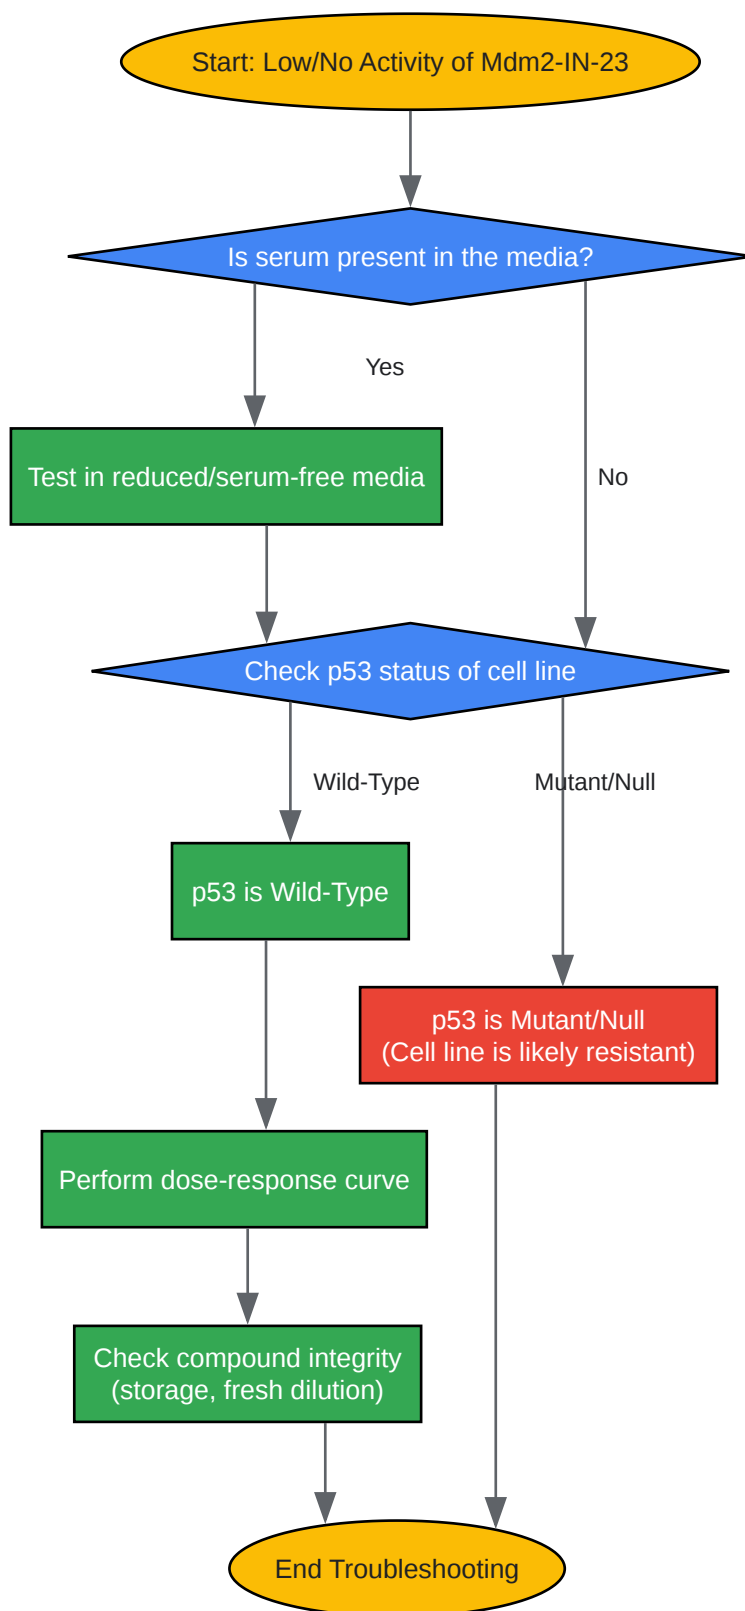 Start: Low/No Activity of Mdm2-IN-23
Is serum present in the media?
Yes
Test in reduced/serum-free media
No
Check p53 status of cell line
Wild-Type
Mutant/Null
p53 is Wild-Type
p53 is Mutant/Null
(Cell line is likely resistant)
Perform dose-response curve
Check compound integrity
(storage, fresh dilution)
End Troubleshooting